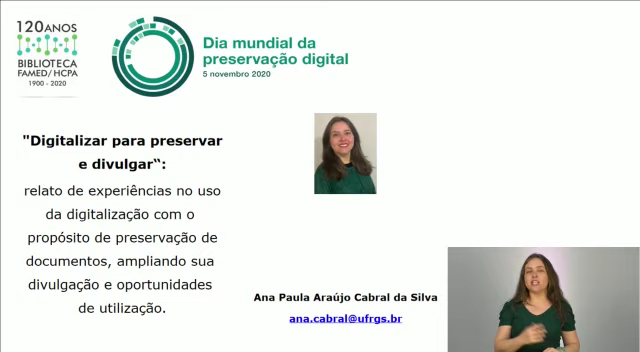 120 ANOS
BIBLIOTECA
FAMED/HCPA
1900 - 2020
Dia mundial da
preservação digital
5 novembro 2020
"Digitalizar para preservar
e divulgar“:
relato de experiências no uso
da digitalização com o
propósito de preservação de
documentos, ampliando sua
divulgação e oportunidades
de utilização.
Ana Paula Araújo Cabral da Silva
ana.cabral@ufrgs.br